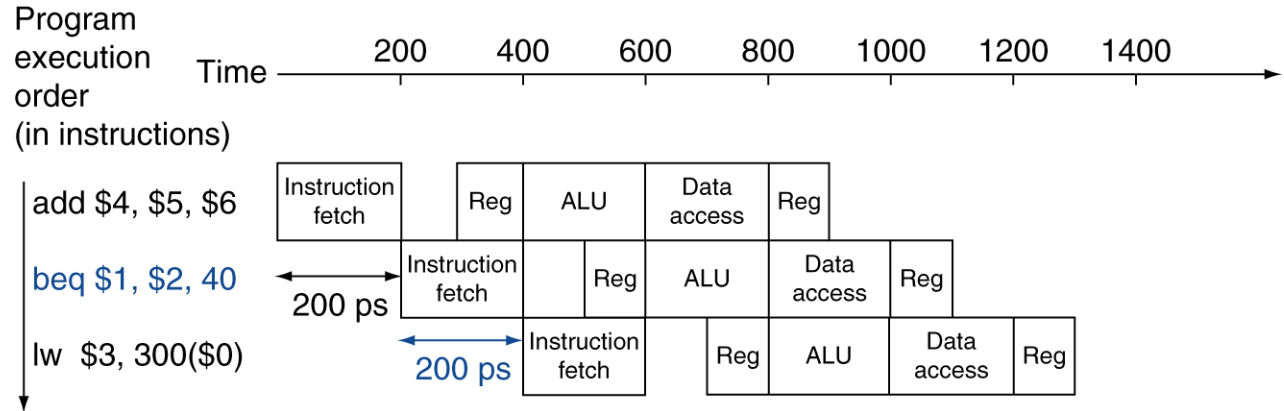 Program
execution
order
(in instructions)
Time
200 400 600 800 1000 1200 1400
add $4, $5, $6
Instruction
fetch
Reg
ALU
Data
access
Reg
beq $1, $2, 40
200 ps
Instruction
fetch
Reg
ALU
Data
access
Reg
lw $3, 300($0)
200 ps
Instruction
fetch
Reg
ALU
Data
access
Reg